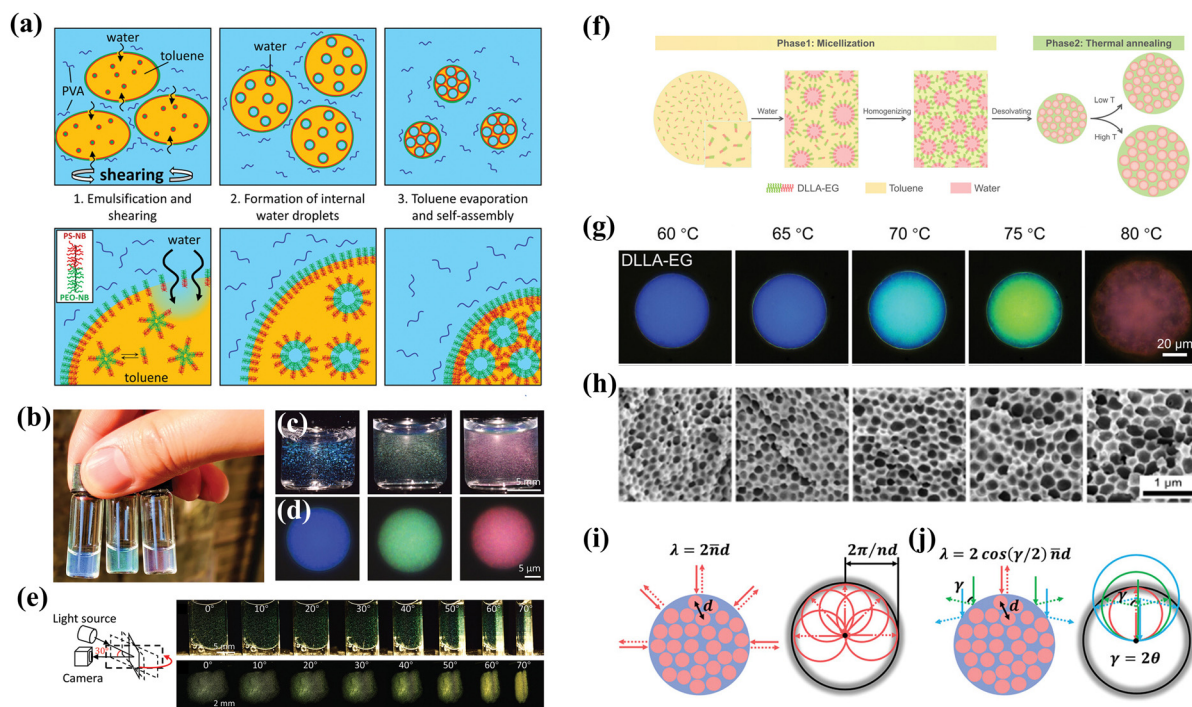 (a)
water
toluene
PVA
shearing
water
1. Emulsification and
shearing
2. Formation of internal
water droplets
3. Toluene evaporation
and self-assembly
PS-NB
PEO-NB
water
toluene
(b)
(c)
5 mm
(d)
5 µm
(e)
Light source
Camera
30°
0° 10° 20° 30° 40° 50° 60° 70°
5 mm
0° 10° 20° 30° 40° 50° 60° 70°
2 mm
(f)
Phase1: Micellization
Phase2: Thermal annealing
Water
Homogenizing
Desolvating
Low T
High T
DLLA-EG
Toluene
Water
(g)
60 °C 65 °C 70 °C 75 °C 80 °C
DLLA-EG
20 µm
(h)
1 µm
(i)
λ = 2n̅d
d
2π/nd
(j)
λ = 2 cos(γ/2) n̅d
γ
d
γ
γ = 2θ